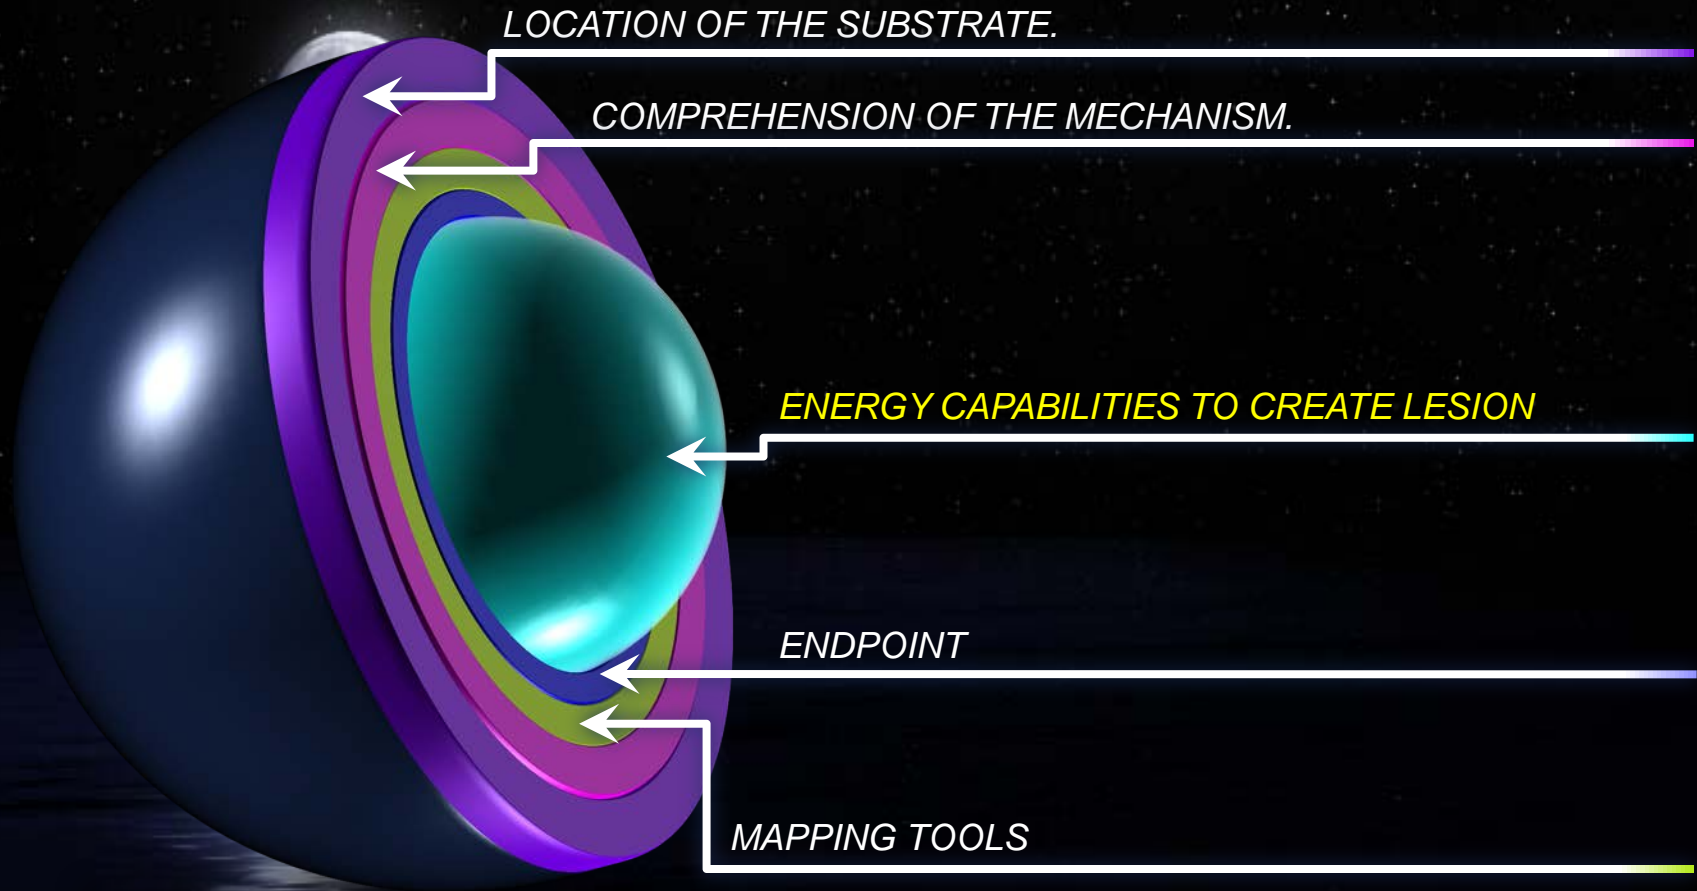 LOCATION OF THE SUBSTRATE.
COMPREHENSION OF THE MECHANISM.
ENERGY CAPABILITIES TO CREATE LESION
ENDPOINT
MAPPING TOOLS